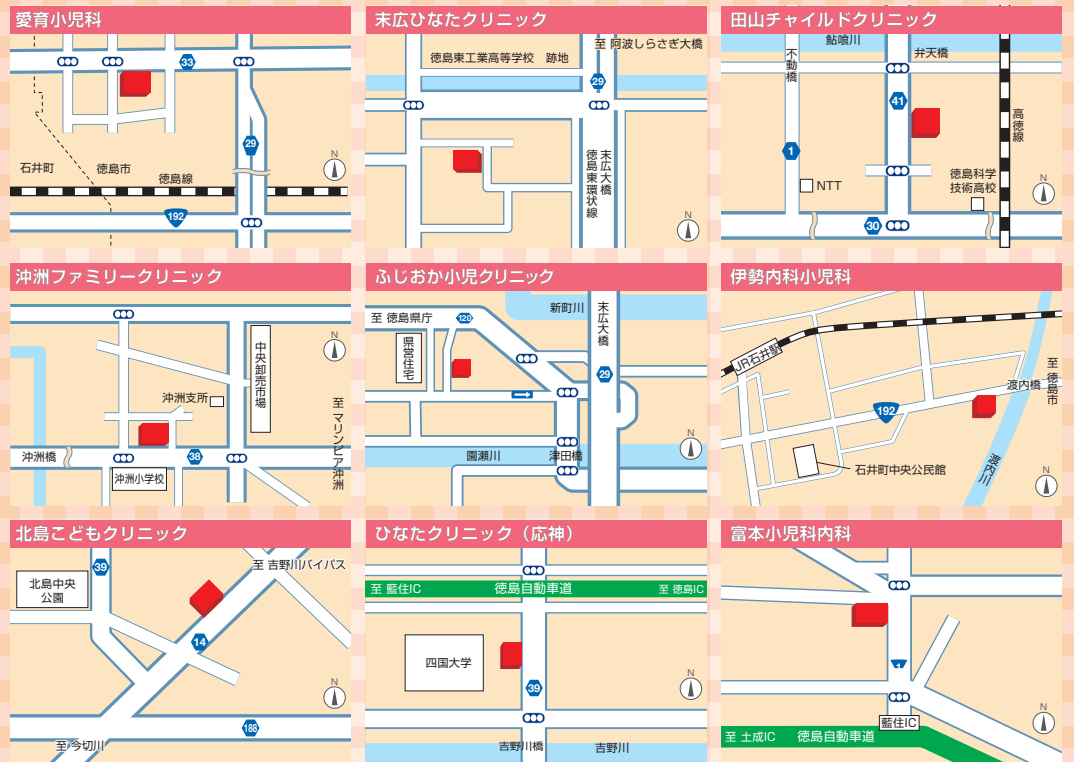 愛育小児科
33
29
石井町
徳島市
徳島線
N
192
末広ひなたクリニック
至 阿波しらさぎ大橋
徳島東工業高等学校 跡地
29
末広大橋
徳島東環状線
N
田山チャイルドクリニック
鮎喰川
不動橋
弁天橋
41
高徳線
1
徳島科学
技術高校
NTT
N
30
沖洲ファミリークリニック
中央卸売市場
N
沖洲支所
至 マリンピア沖洲
沖洲橋
38
沖洲小学校
ふじおか小児クリニック
新町川
至 徳島県庁
120
末広大橋
県営住宅
29
→
園瀬川
津田橋
N
伊勢内科小児科
JR石井駅
至 徳島市
渡内橋
192
石井町中央公民館
渡内川
N
北島こどもクリニック
39
至 吉野川バイパス
北島中央
公園
14
N
188
至 今切川
ひなたクリニック（応神）
至 藍住IC
徳島自動車道
至 徳島IC
四国大学
39
N
吉野川橋
吉野川
富本小児科内科
1
N
藍住IC
至 土成IC
徳島自動車道